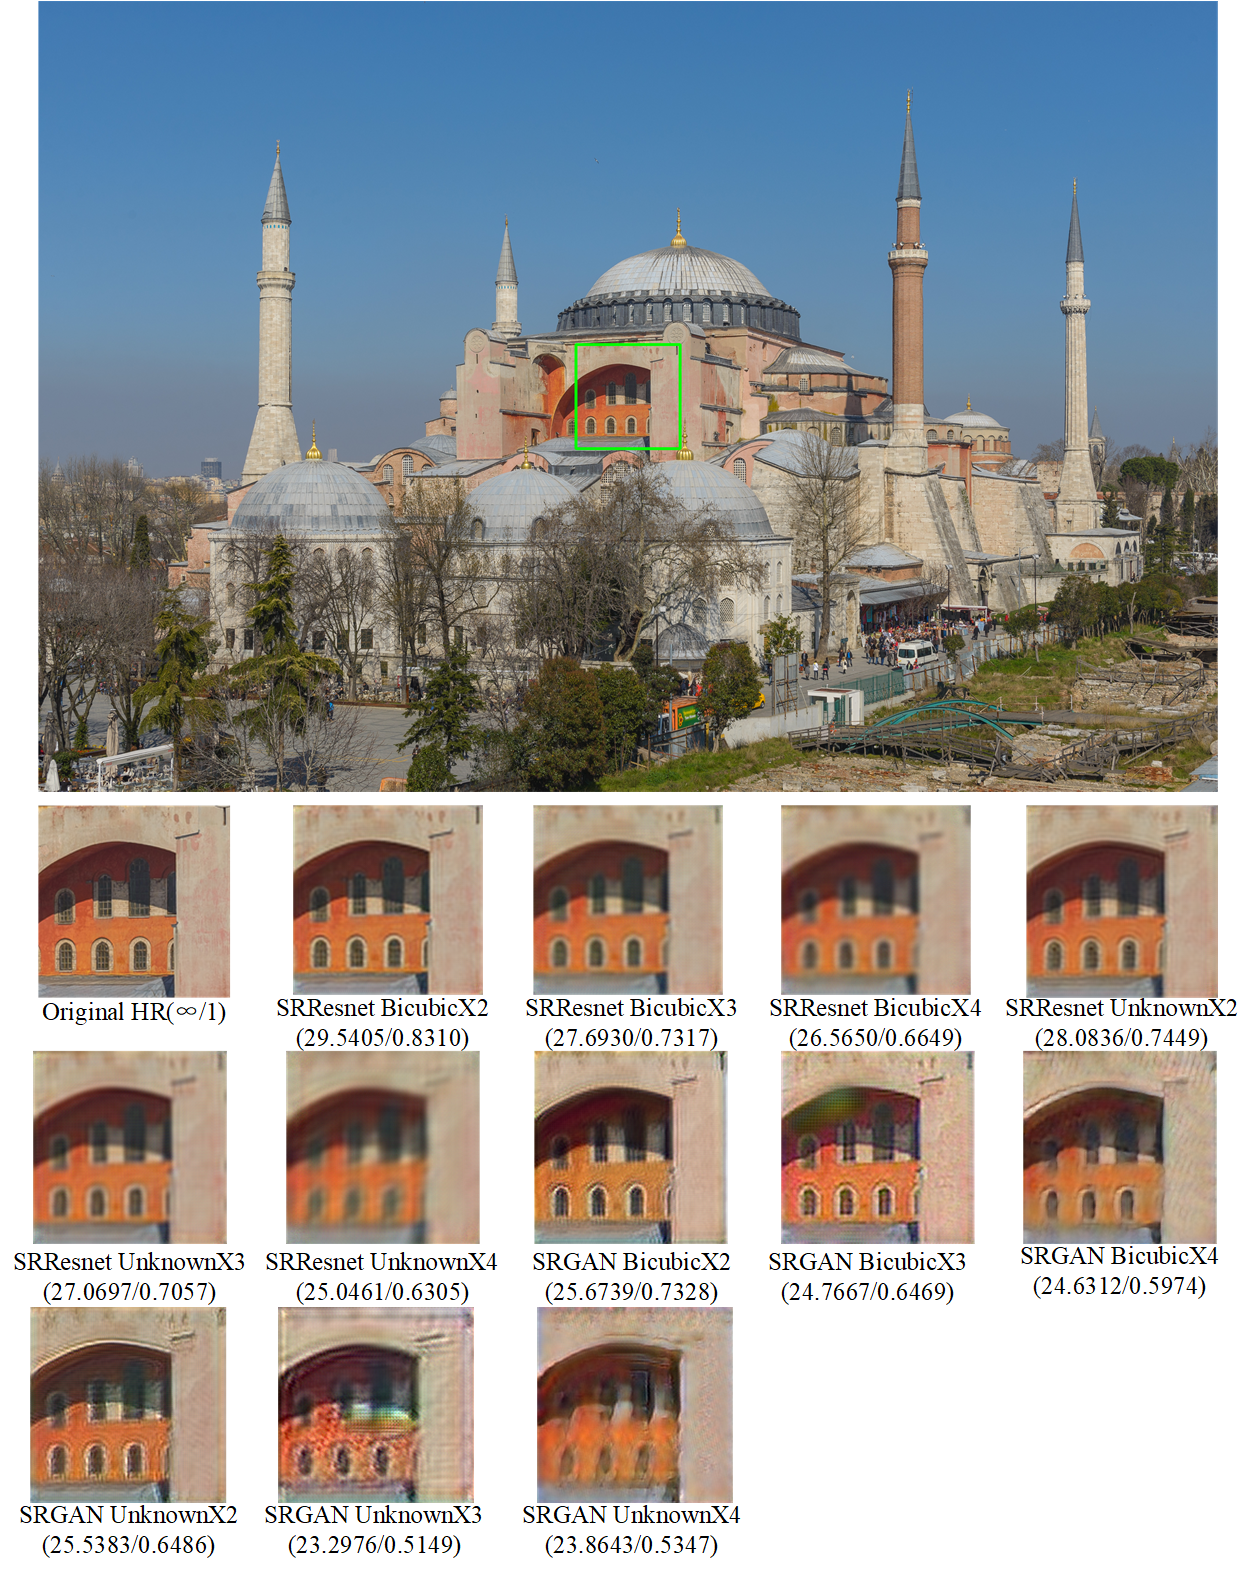 Original HR(∞/1)
SRResnet BicubicX2
(29.5405/0.8310)
SRResnet BicubicX3
(27.6930/0.7317)
SRResnet BicubicX4
(26.5650/0.6649)
SRResnet UnknownX2
(28.0836/0.7449)
SRResnet UnknownX3
(27.0697/0.7057)
SRResnet UnknownX4
(25.0461/0.6305)
SRGAN BicubicX2
(25.6739/0.7328)
SRGAN BicubicX3
(24.7667/0.6469)
SRGAN BicubicX4
(24.6312/0.5974)
SRGAN UnknownX2
(25.5383/0.6486)
SRGAN UnknownX3
(23.2976/0.5149)
SRGAN UnknownX4
(23.8643/0.5347)